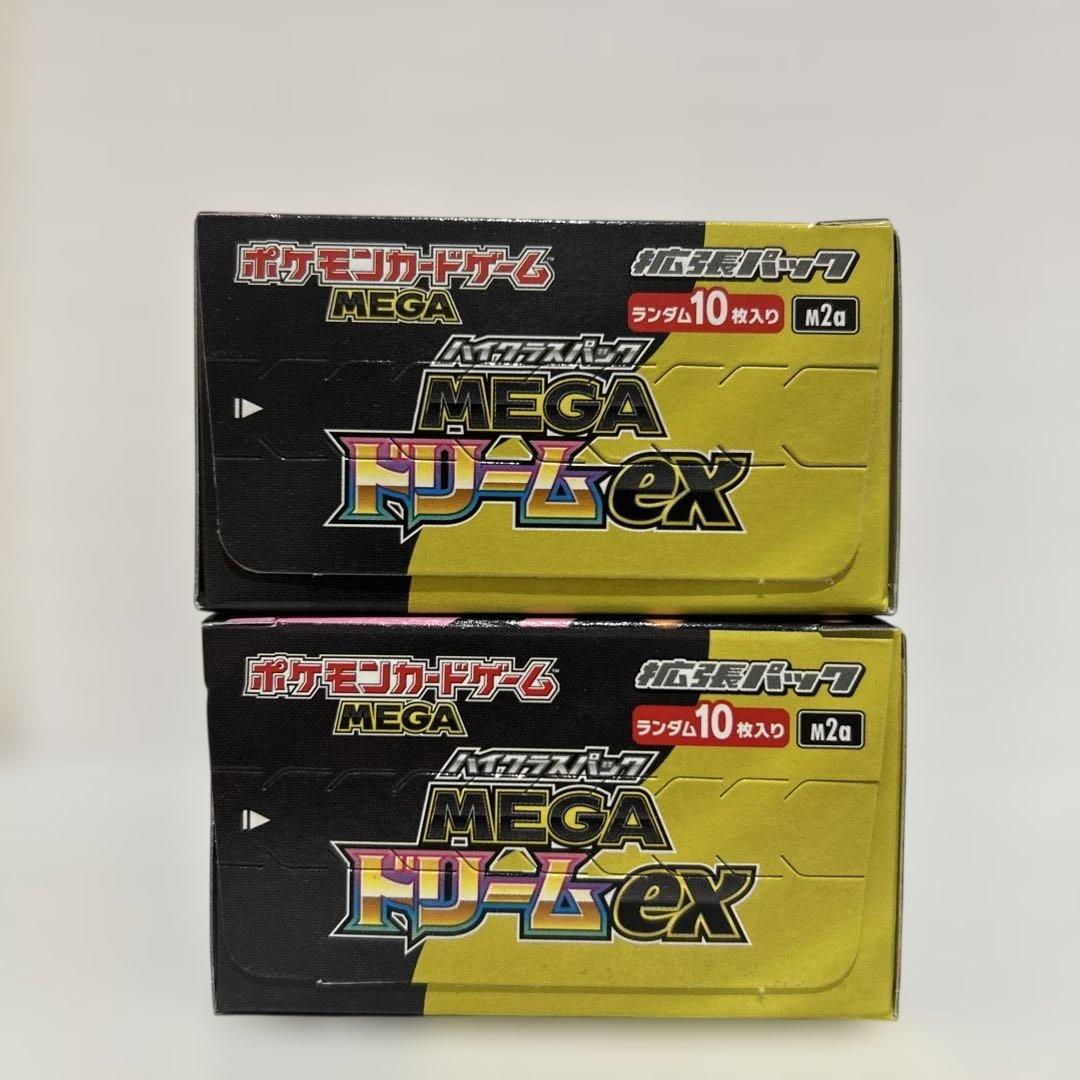 ポケモンカードゲーム™
MEGA
拡張パック
ランダム10枚入り M2a
ハイクラスパック
MEGA
ドリームex
ポケモンカードゲーム™
MEGA
拡張パック
ランダム10枚入り M2a
ハイクラスパック
MEGA
ドリームex